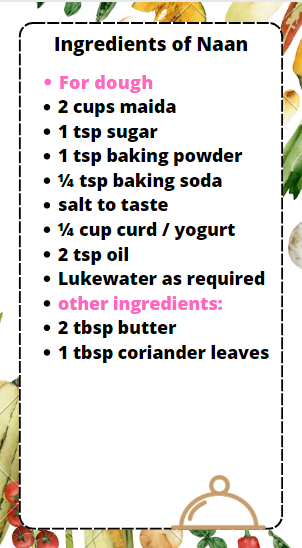 Ingredients of Naan
• For dough
• 2 cups maida
• 1 tsp sugar
• 1 tsp baking powder
• ¼ tsp baking soda
• salt to taste
• ¼ cup curd / yogurt
• 2 tsp oil
• Lukewater as required
• other ingredients:
• 2 tbsp butter
• 1 tbsp coriander leaves